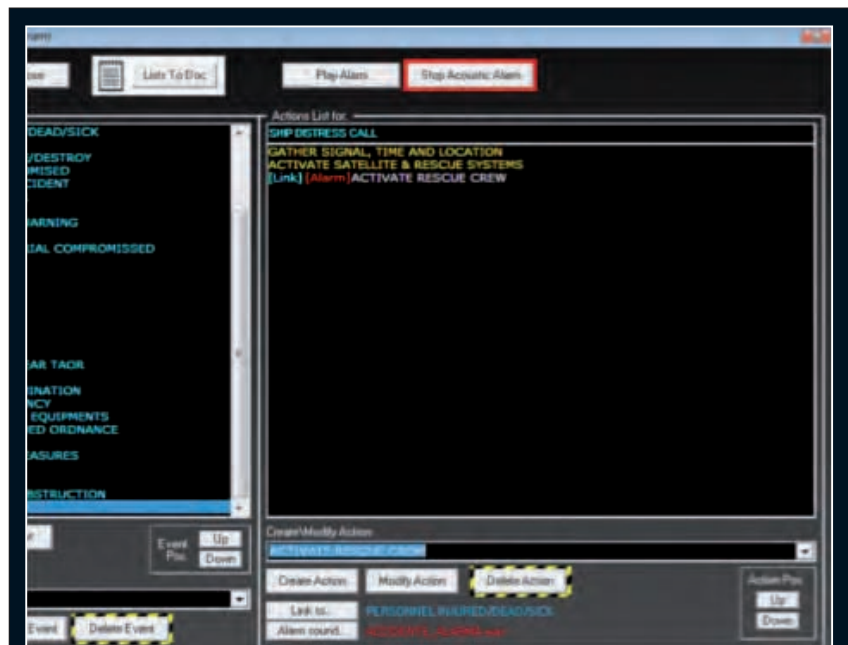 Lists To Doc
Play Alarm
Stop Acoustic Alarm
DEAD/SICK
/DESTROY
MISED
CIDENT
ARNING
IAL COMPROMISSED
EAR TAOR
INATION
NCY
EQUIPMENTS
ED ORDNANCE
EASURES
BSTRUCTION
Event
Pos.
Up
Down
Event
Delete Event
Actions List for:
SHIP DISTRESS CALL
GATHER SIGNAL, TIME AND LOCATION
ACTIVATE SATELLITE & RESCUE SYSTEMS
[Link] [Alarm]ACTIVATE RESCUE CREW
Create\Modify Action
ACTIVATE RESCUE CREW
Create Action
Modify Action
Delete Action
Link to..
PERSONNEL INJURED/DEAD/SICK
Alarm sound..
Action Pos.
Up
Down